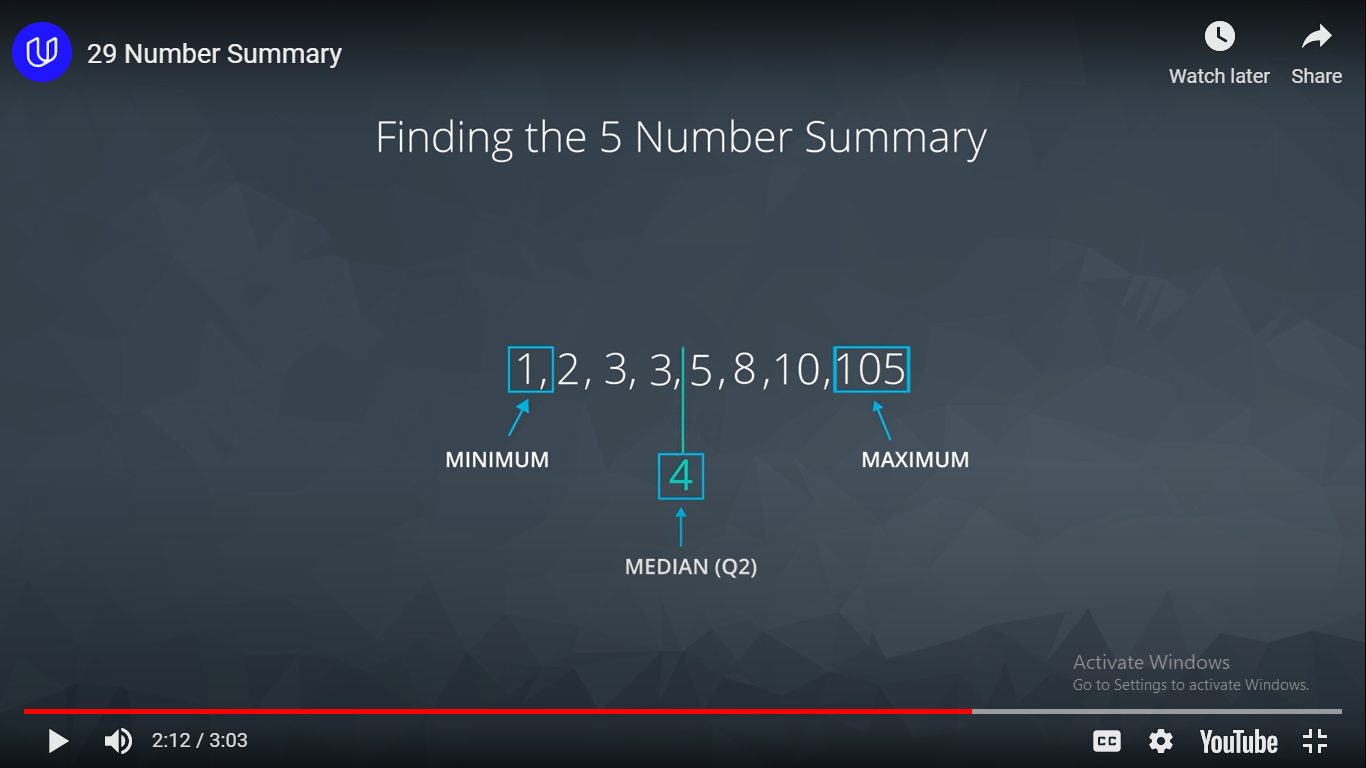 29 Number Summary
Watch later
Share
Finding the 5 Number Summary
1, 2, 3, 3, 5, 8, 10, 105
MINIMUM
MAXIMUM
4
MEDIAN (Q2)
Activate Windows
Go to Settings to activate Windows.
2:12 / 3:03
CC
YouTube